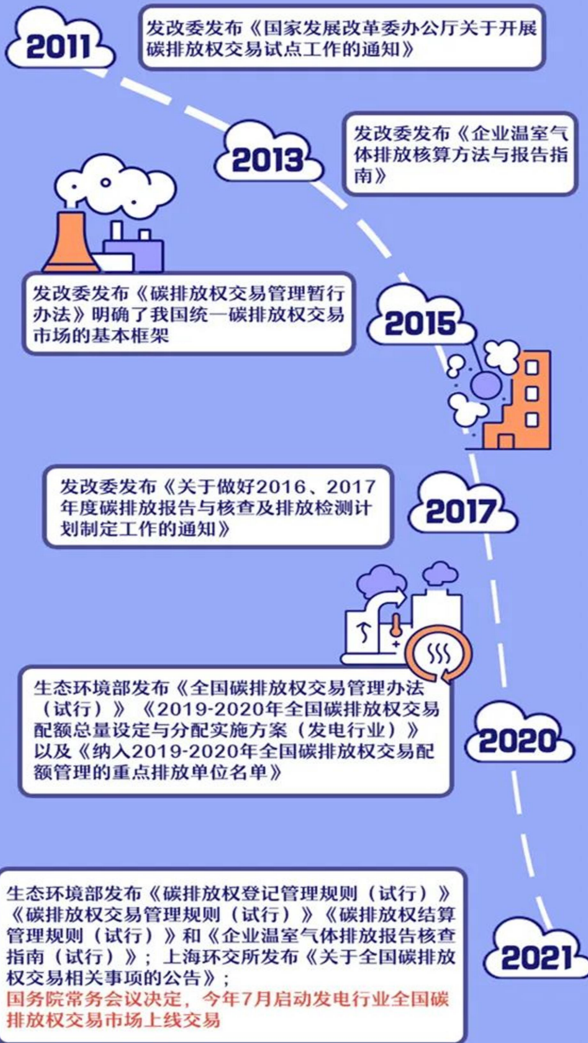 2011
发改委发布《国家发展改革委办公厅关于开展
碳排放权交易试点工作的通知》
2013
发改委发布《企业温室气
体排放核算方法与报告指
南》
发改委发布《碳排放权交易管理暂行
办法》明确了我国统一碳排放权交易
市场的基本框架
2015
发改委发布《关于做好2016、2017
年度碳排放报告与核查及排放检测计
划制定工作的通知》
2017
生态环境部发布《全国碳排放权交易管理办法
（试行）》《2019-2020年全国碳排放权交易
配额总量设定与分配实施方案（发电行业）》
以及《纳入2019-2020年全国碳排放权交易配
额管理的重点排放单位名单》
2020
生态环境部发布《碳排放权登记管理规则（试行）》
《碳排放权交易管理规则（试行）》《碳排放权结算
管理规则（试行）》和《企业温室气体排放报告核查
指南（试行）》；上海环交所发布《关于全国碳排放
权交易相关事项的公告》；
国务院常务会议决定，今年7月启动发电行业全国碳
排放权交易市场上线交易
2021